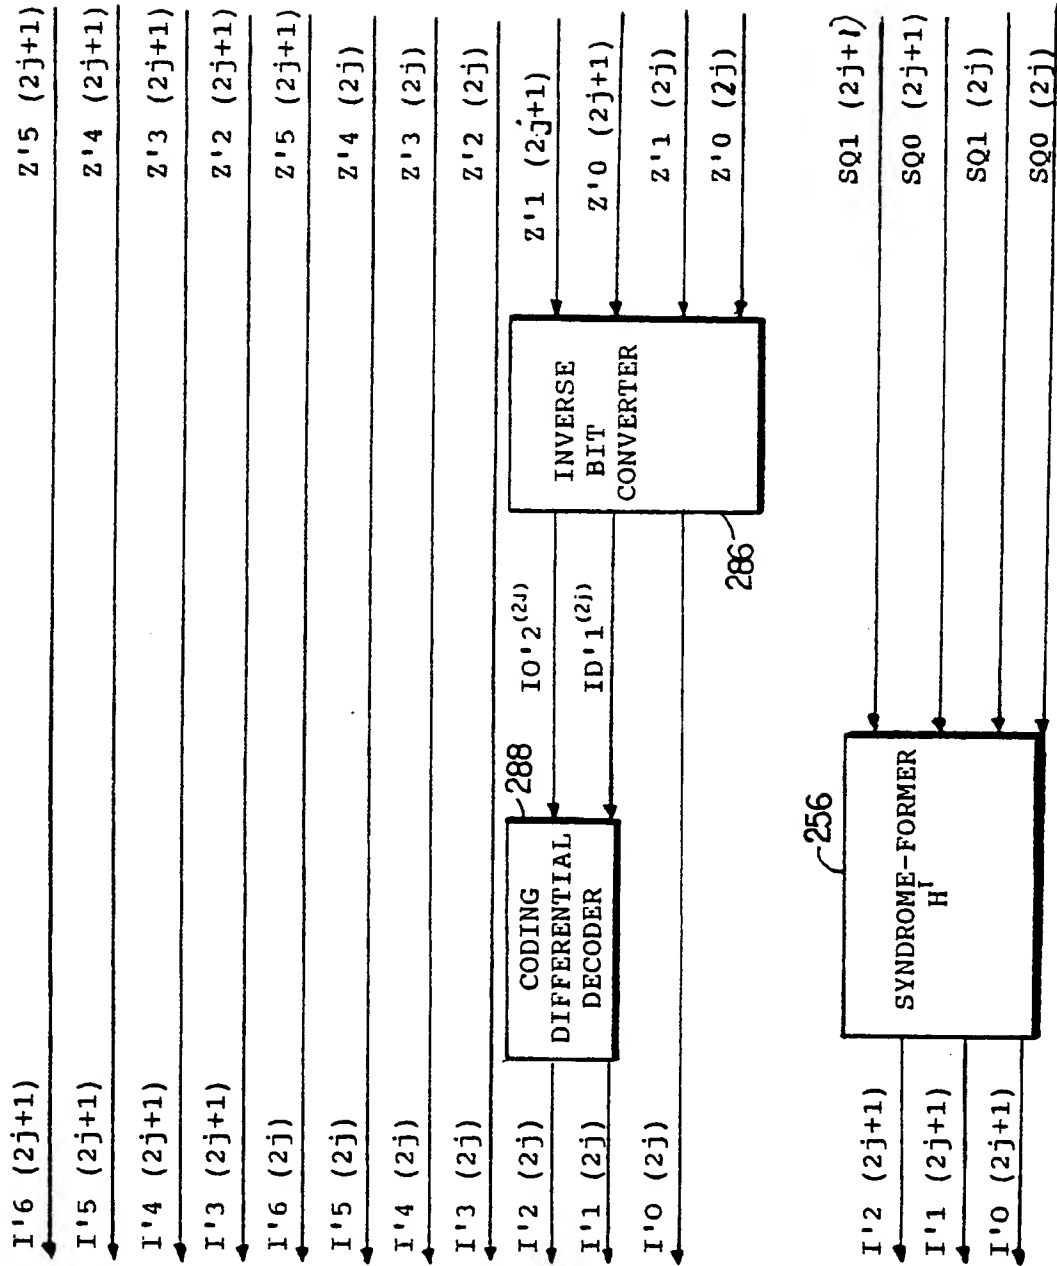 Z'5 (2j+1)
Z'4 (2j+1)
Z'3 (2j+1)
Z'2 (2j+1)
Z'5 (2j+1)
Z'4 (2j)
Z'3 (2j)
Z'2 (2j)
Z'1 (2j+1)
Z'0 (2j+1)
Z'1 (2j)
Z'0 (2j)
SQ1 (2j+1)
SQ0 (2j+1)
SQ1 (2j)
SQ0 (2j)
INVERSE
BIT
CONVERTER
286
IO'2(2J)
ID'1(2j)
288
CODING
DIFFERENTIAL
DECODER
256
SYNDROME-FORMER
H^T
I'6 (2j+1)
I'5 (2j+1)
I'4 (2j+1)
I'3 (2j+1)
I'6 (2j)
I'5 (2j)
I'4 (2j)
I'3 (2j)
I'2 (2j)
I'1 (2j)
I'0 (2j)
I'2 (2j+1)
I'1 (2j+1)
I'0 (2j+1)